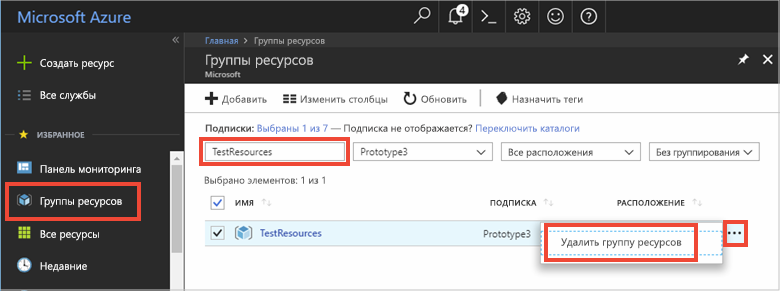 Microsoft Azure
4
Главная > Группы ресурсов
Группы ресурсов
Microsoft
Создать ресурс
Все службы
ИЗБРАННОЕ
Панель мониторинга
Группы ресурсов
Все ресурсы
Недавние
Добавить Изменить столбцы Обновить Назначить теги
Подписки: Выбраны 1 из 7 — Подписка не отображается? Переключить каталоги
TestResources Prototype3 Все расположения Без группирования
Выбрано элементов: 1 из 1
ИМЯ ПОДПИСКА РАСПОЛОЖЕНИЕ
TestResources Prototype3
Удалить группу ресурсов